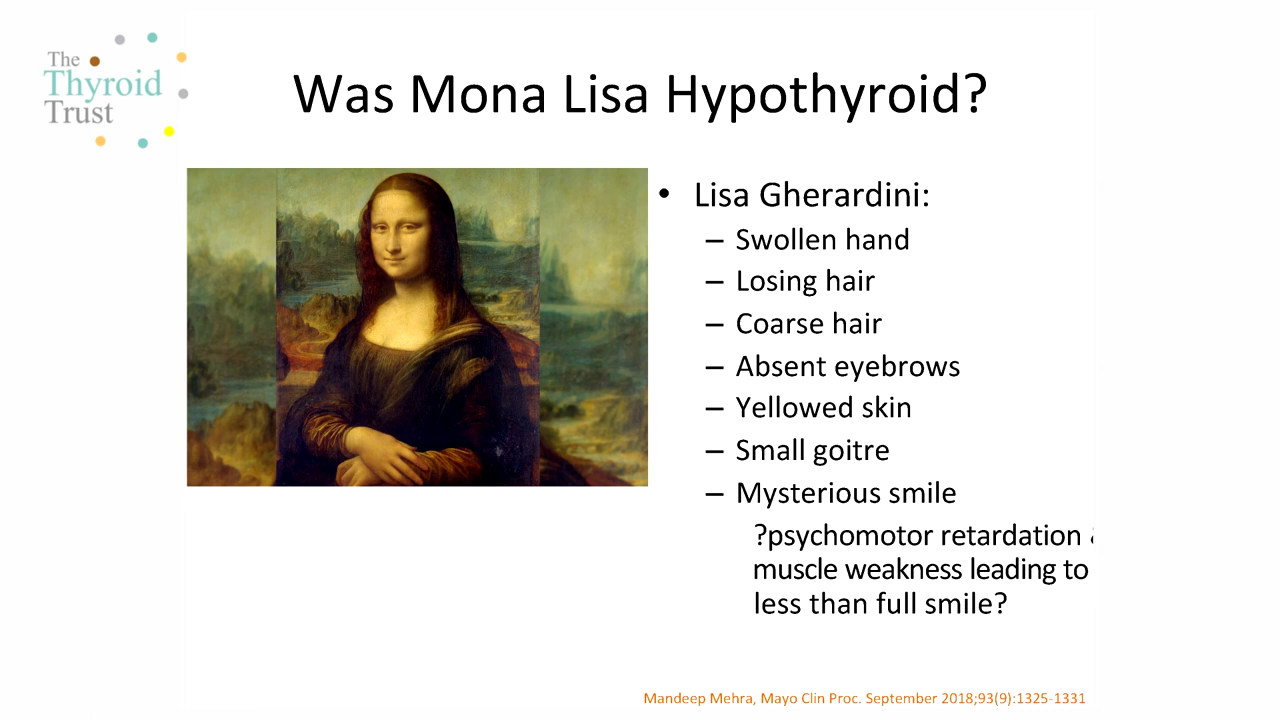 The
Thyroid
Trust
Was Mona Lisa Hypothyroid?
• Lisa Gherardini:
– Swollen hand
– Losing hair
– Coarse hair
– Absent eyebrows
– Yellowed skin
– Small goitre
– Mysterious smile
?psychomotor retardation
muscle weakness leading to
less than full smile?
Mandeep Mehra, Mayo Clin Proc. September 2018;93(9):1325-1331